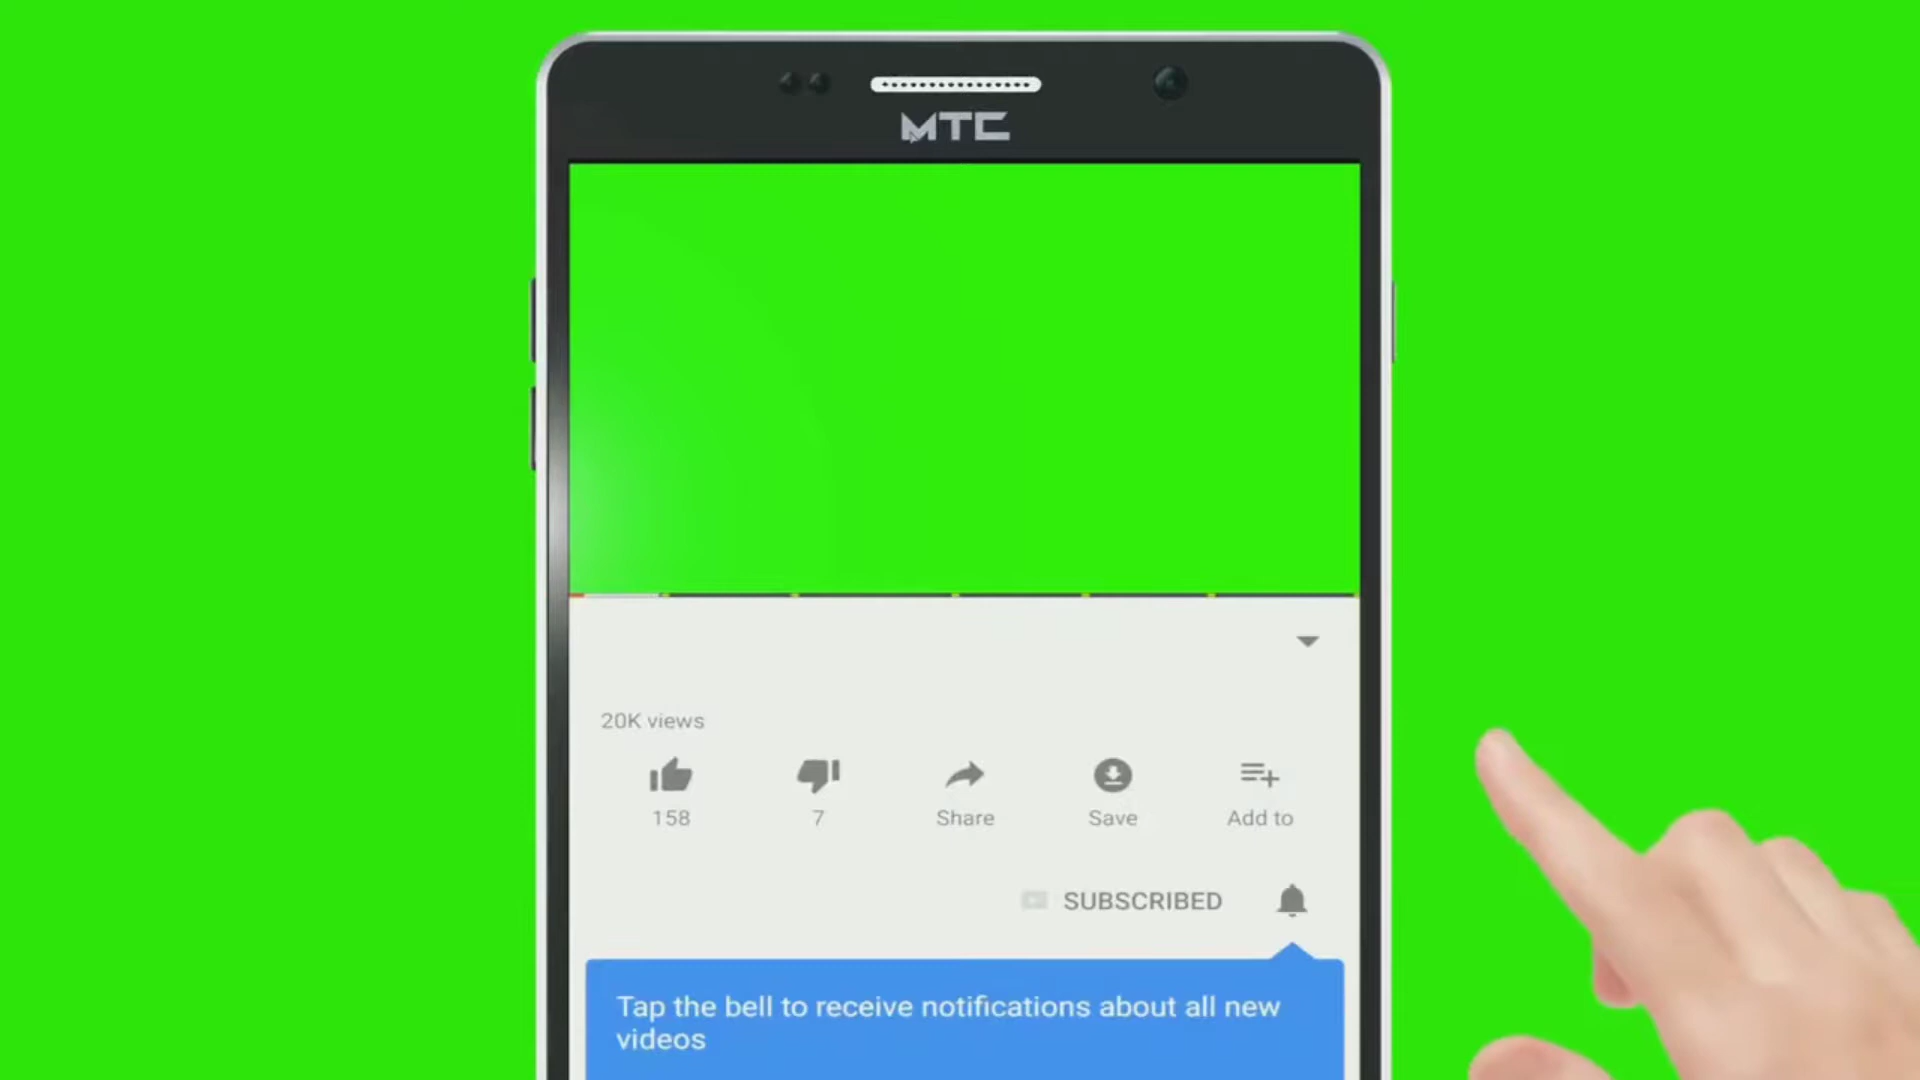 MTC
20K views
158 7 Share Save Add to
SUBSCRIBED
Tap the bell to receive notifications about all new
videos